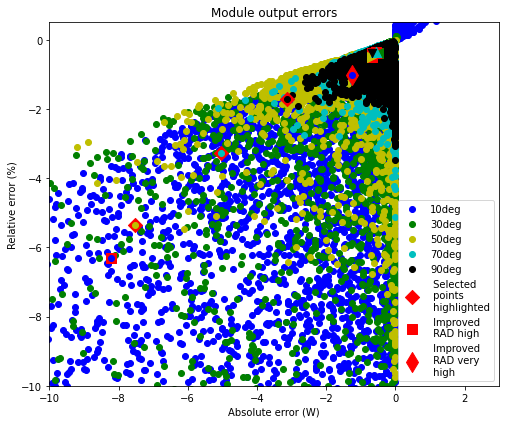 Module output errors
0
−2
−4
−6
−8
−10
Relative error (%)
10deg
30deg
50deg
70deg
90deg
Selected
points
highlighted
Improved
RAD high
Improved
RAD very
high
−10
−8
−6
−4
−2
0
2
Absolute error (W)